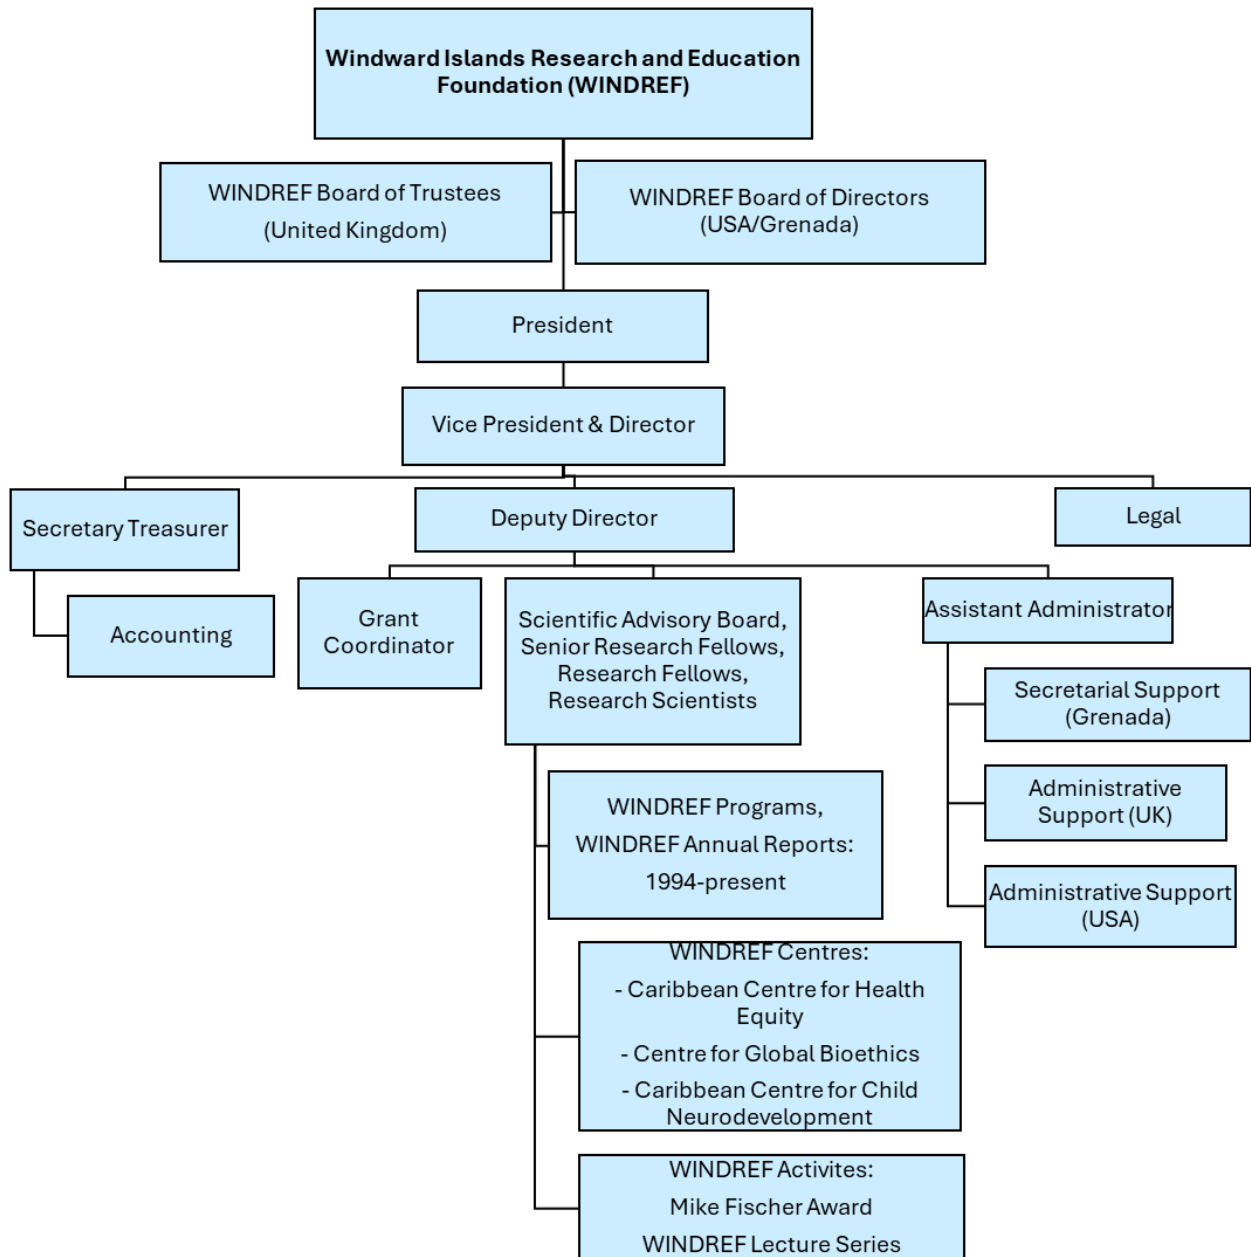 Windward Islands Research and Education
Foundation (WINDREF)
WINDREF Board of Trustees
(United Kingdom)
WINDREF Board of Directors
(USA/Grenada)
President
Vice President & Director
Secretary Treasurer
Deputy Director
Legal
Accounting
Grant
Coordinator
Scientific Advisory Board,
Senior Research Fellows,
Research Fellows,
Research Scientists
Assistant Administrator
Secretarial Support
(Grenada)
Administrative
Support (UK)
Administrative Support
(USA)
WINDREF Programs,
WINDREF Annual Reports:
1994-present
WINDREF Centres:
- Caribbean Centre for Health
Equity
- Centre for Global Bioethics
- Caribbean Centre for Child
Neurodevelopment
WINDREF Activites:
Mike Fischer Award
WINDREF Lecture Series